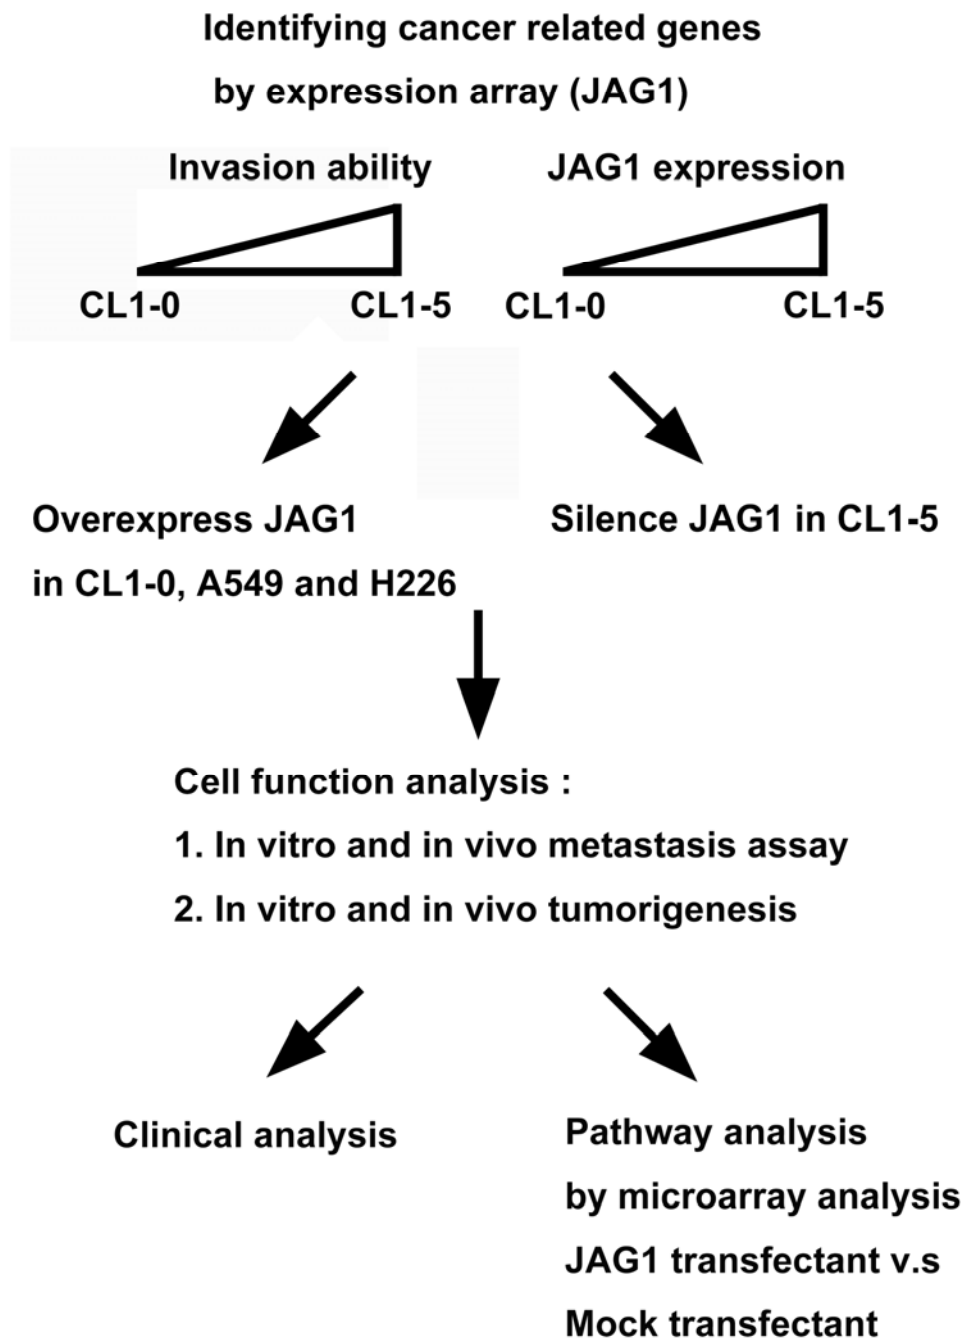 Identifying cancer related genes
by expression array (JAG1)
Invasion ability
JAG1 expression
CL1-0
CL1-5
CL1-0
CL1-5
Overexpress JAG1
in CL1-0, A549 and H226
Silence JAG1 in CL1-5
Cell function analysis :
1. In vitro and in vivo metastasis assay
2. In vitro and in vivo tumorigenesis
Clinical analysis
Pathway analysis
by microarray analysis
JAG1 transfectant v.s
Mock transfectant